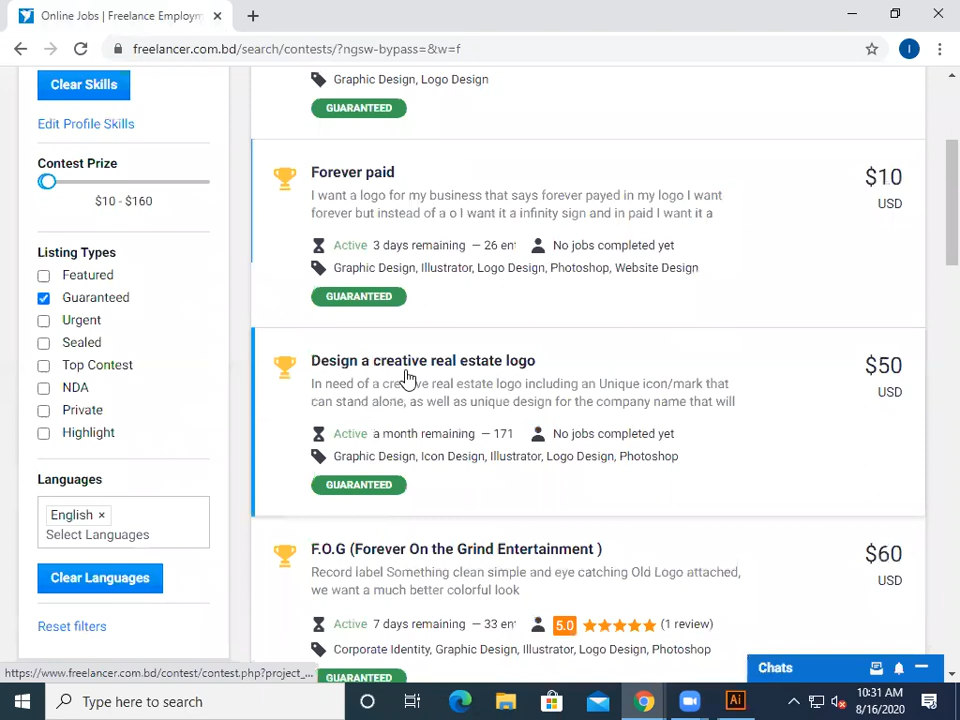 Online Jobs | Freelance Employm
freelancer.com.bd/search/contests/?ngsw-bypass=&w=f
I
Clear Skills
Edit Profile Skills
Contest Prize
$10 - $160
Listing Types
Featured
Guaranteed
Urgent
Sealed
Top Contest
NDA
Private
Highlight
Languages
English ×
Select Languages
Clear Languages
Reset filters
Graphic Design, Logo Design
GUARANTEED
Forever paid
$10
USD
I want a logo for my business that says forever payed in my logo I want
forever but instead of a o I want it a infinity sign and in paid I want it a
Active 3 days remaining — 26 en
No jobs completed yet
Graphic Design, Illustrator, Logo Design, Photoshop, Website Design
GUARANTEED
Design a creative real estate logo
$50
USD
In need of a creative real estate logo including an Unique icon/mark that
can stand alone, as well as unique design for the company name that will
Active a month remaining — 171
No jobs completed yet
Graphic Design, Icon Design, Illustrator, Logo Design, Photoshop
GUARANTEED
F.O.G (Forever On the Grind Entertainment )
$60
USD
Record label Something clean simple and eye catching Old Logo attached,
we want a much better colorful look
Active 7 days remaining — 33 en
5.0 (1 review)
Corporate Identity, Graphic Design, Illustrator, Logo Design, Photoshop
GUARANTEED
https://www.freelancer.com.bd/contest/contest.php?project_...
Chats
Type here to search
Ai
10:31 AM
8/16/2020